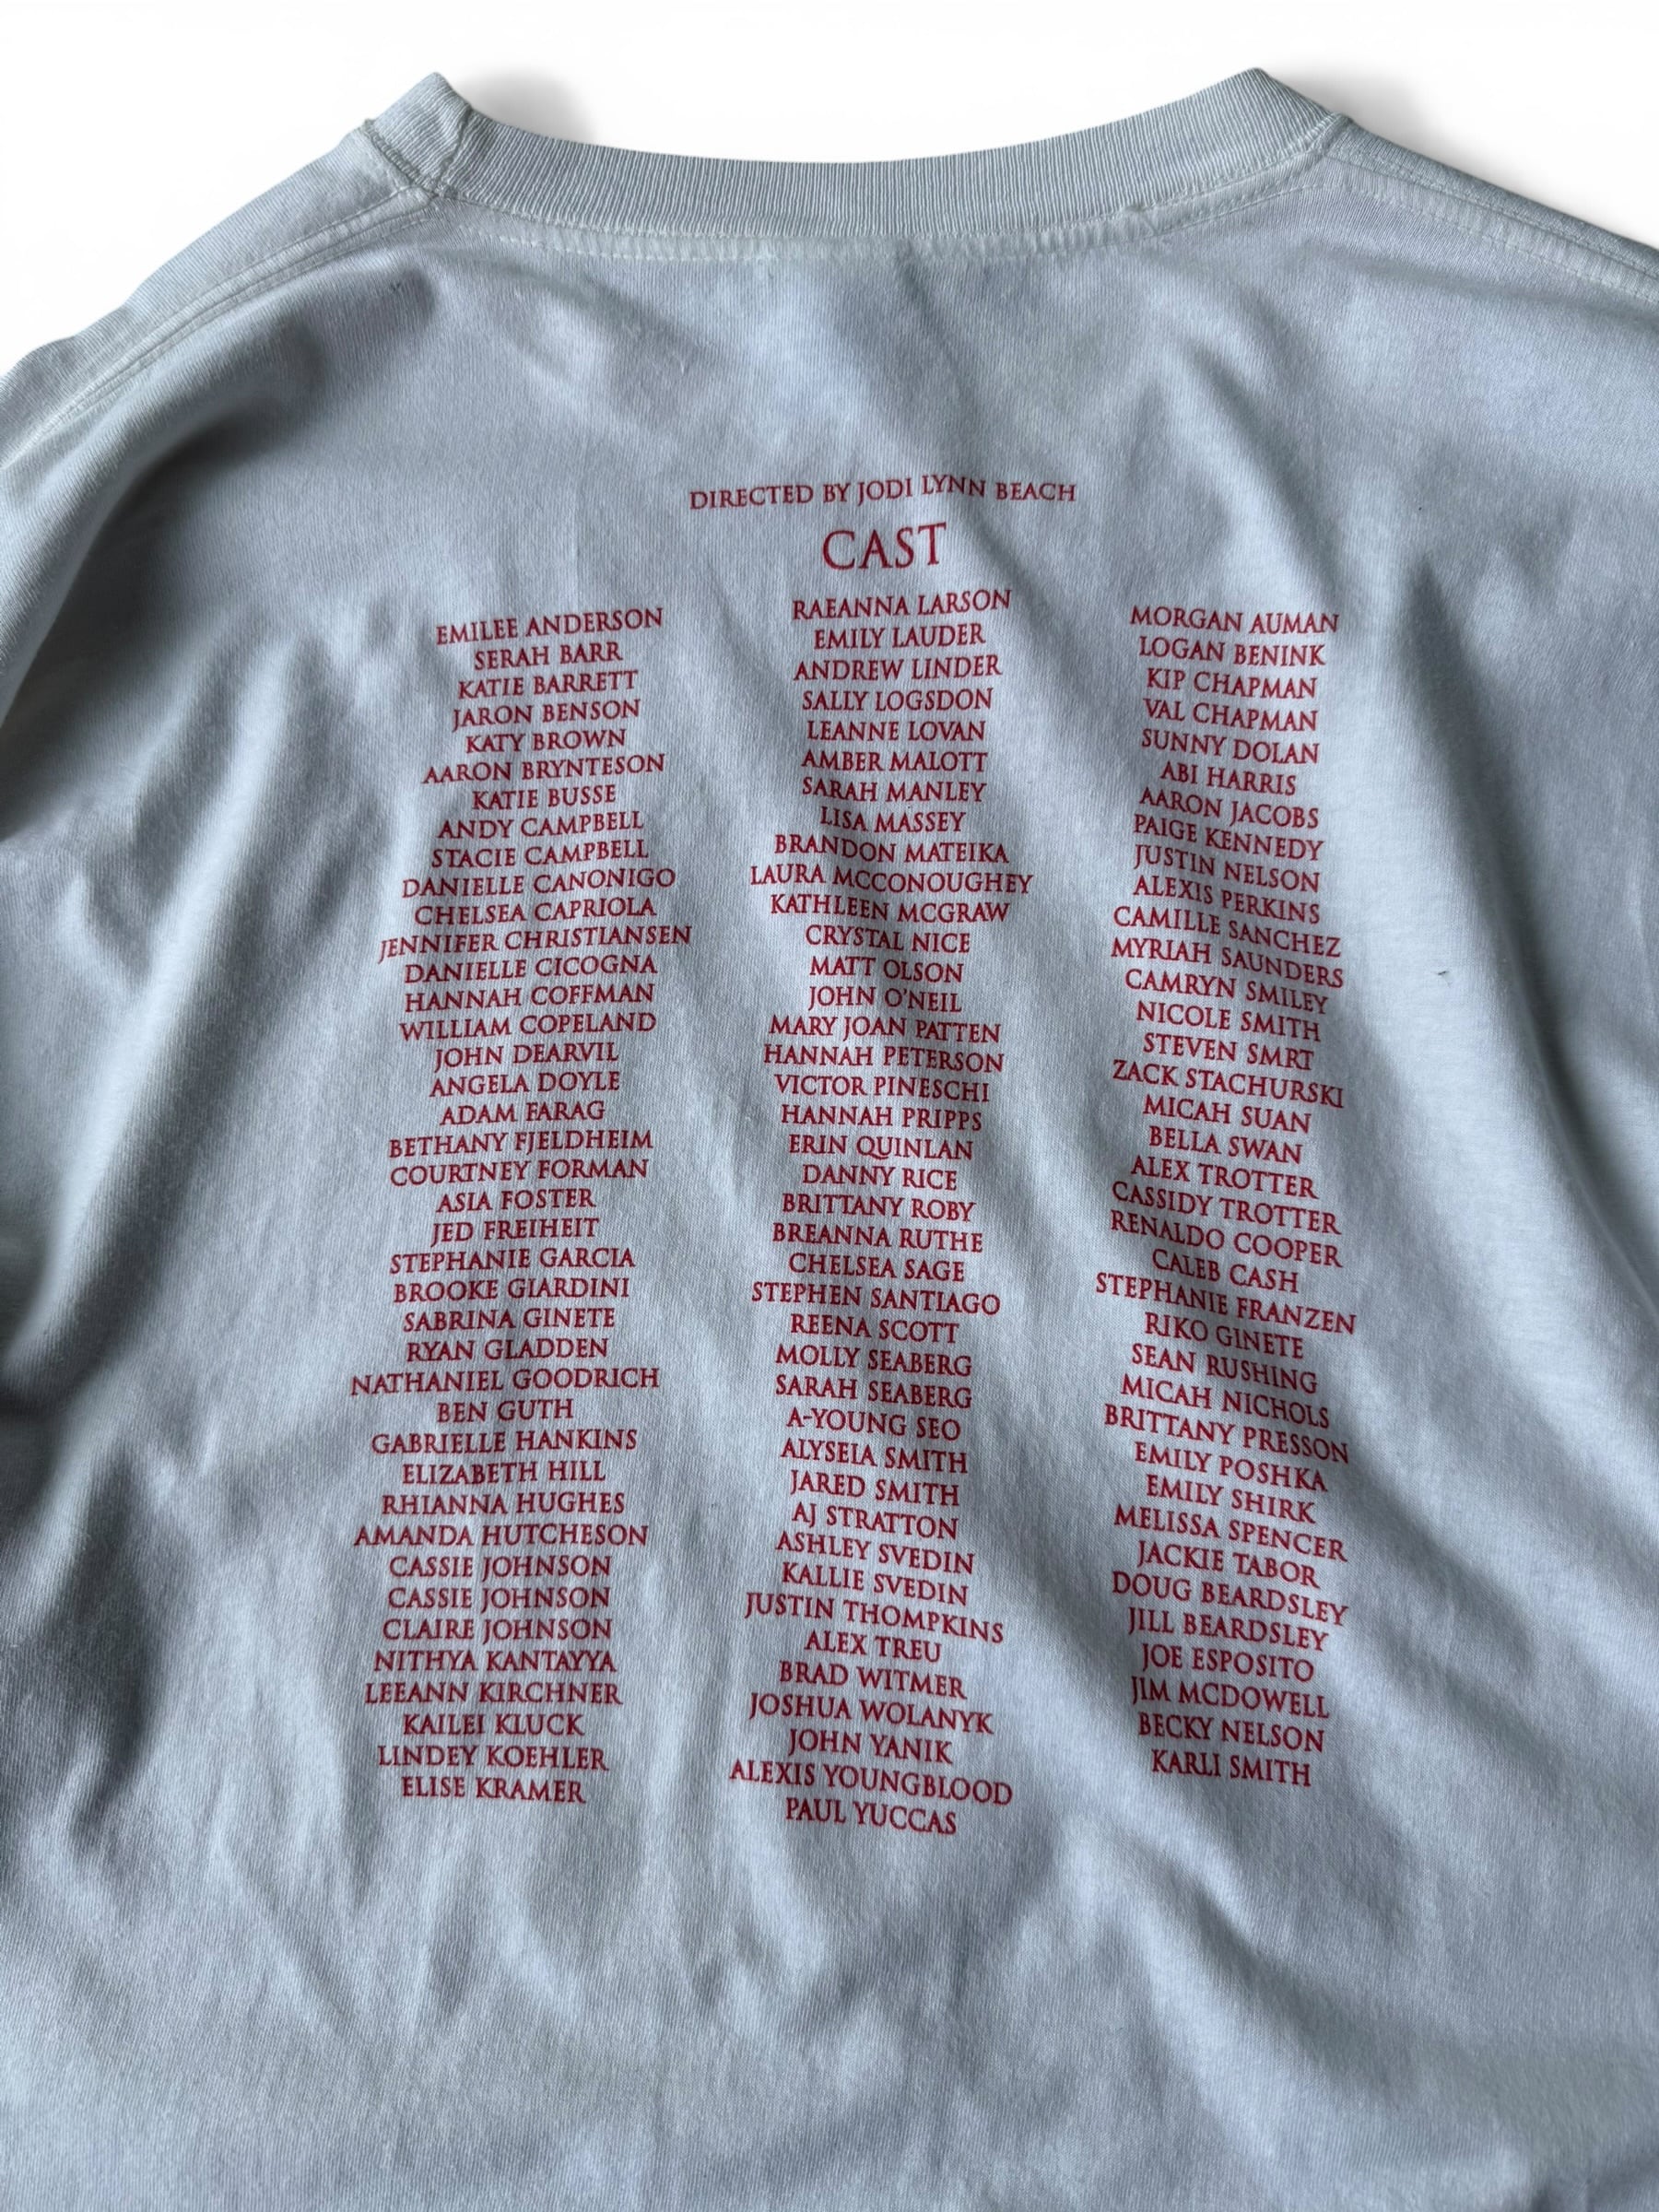 DIRECTED BY JODI LYNN BEACH
CAST
EMILEE ANDERSON
SERAH BARR
KATIE BARRETT
JARON BENSON
KATY BROWN
AARON BRYNTESON
KATIE BUSSE
ANDY CAMPBELL
STACIE CAMPBELL
DANIELLE CANONIGO
CHELSEA CAPRIOLA
JENNIFER CHRISTIANSEN
DANIELLE CICOGNA
HANNAH COFFMAN
WILLIAM COPELAND
JOHN DEARVIL
ANGELA DOYLE
ADAM FARAG
BETHANY FJELDHEIM
COURTNEY FORMAN
ASIA FOSTER
JED FREIHEIT
STEPHANIE GARCIA
BROOKE GIARDINI
SABRINA GINETE
RYAN GLADDEN
NATHANIEL GOODRICH
BEN GUTH
GABRIELLE HANKINS
ELIZABETH HILL
RHIANNA HUGHES
AMANDA HUTCHESON
CASSIE JOHNSON
CASSIE JOHNSON
CLAIRE JOHNSON
NITHYA KANTAYYA
LEEANN KIRCHNER
KAILEI KLUCK
LINDEY KOEHLER
ELISE KRAMER
RAEANNA LARSON
EMILY LAUDER
ANDREW LINDER
SALLY LOGSDON
LEANNE LOVAN
AMBER MALOTT
SARAH MANLEY
LISA MASSEY
BRANDON MATEIKA
LAURA MCCONOUGHEY
KATHLEEN MCGRAW
CRYSTAL NICE
MATT OLSON
JOHN O'NEIL
MARY JOAN PATTEN
HANNAH PETERSON
VICTOR PINESCHI
HANNAH PRIPPS
ERIN QUINLAN
DANNY RICE
BRITTANY ROBY
BREANNA RUTHE
CHELSEA SAGE
STEPHEN SANTIAGO
REENA SCOTT
MOLLY SEABERG
SARAH SEABERG
A-YOUNG SEO
ALYSEIA SMITH
JARED SMITH
AJ STRATTON
ASHLEY SVEDIN
KALLIE SVEDIN
JUSTIN THOMPKINS
ALEX TREU
BRAD WITMER
JOSHUA WOLANYK
JOHN YANIK
ALEXIS YOUNGBLOOD
PAUL YUCCAS
MORGAN AUMAN
LOGAN BENINK
KIP CHAPMAN
VAL CHAPMAN
SUNNY DOLAN
ABI HARRIS
AARON JACOBS
PAIGE KENNEDY
JUSTIN NELSON
ALEXIS PERKINS
CAMILLE SANCHEZ
MYRIAH SAUNDERS
CAMRYN SMILEY
NICOLE SMITH
STEVEN SMRT
ZACK STACHURSKI
MICAH SUAN
BELLA SWAN
ALEX TROTTER
CASSIDY TROTTER
RENALDO COOPER
CALEB CASH
STEPHANIE FRANZEN
RIKO GINETE
SEAN RUSHING
MICAH NICHOLS
BRITTANY PRESSON
EMILY POSHKA
EMILY SHIRK
MELISSA SPENCER
JACKIE TABOR
DOUG BEARDSLEY
JILL BEARDSLEY
JOE ESPOSITO
JIM MCDOWELL
BECKY NELSON
KARLI SMITH